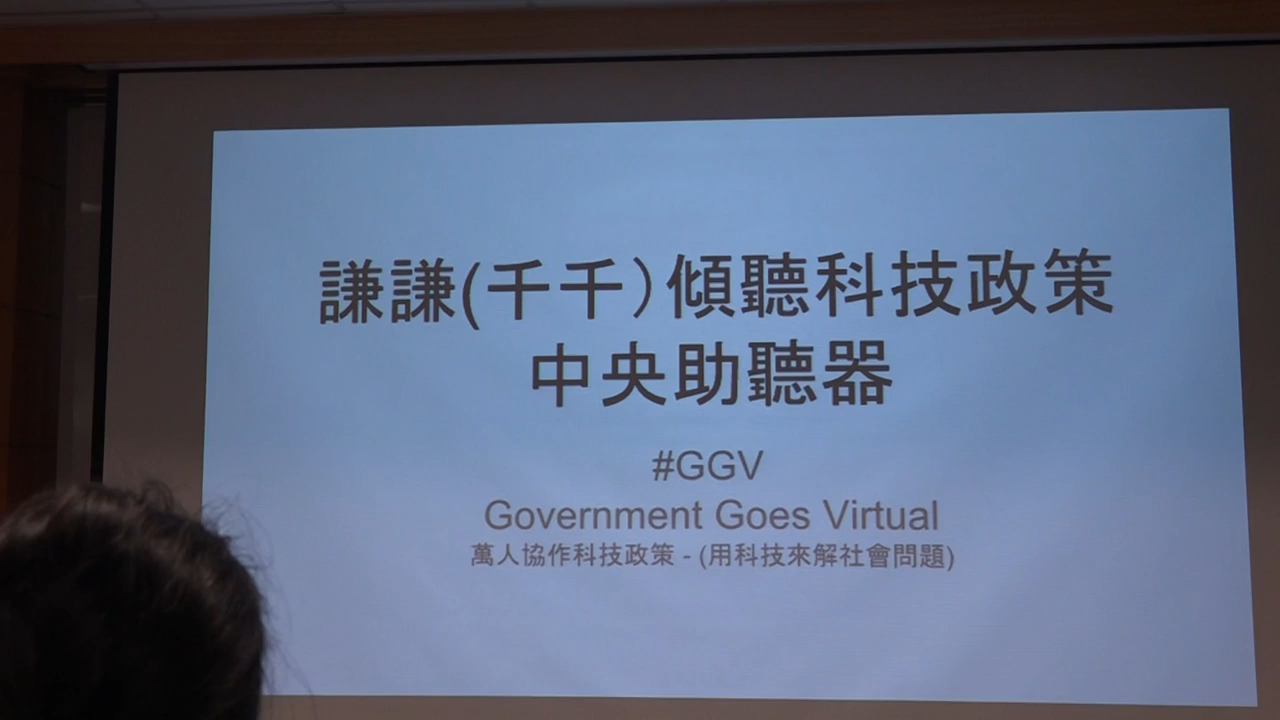 謙謙(千千）傾聽科技政策
中央助聽器
#GGV
Government Goes Virtual
萬人協作科技政策 - (用科技來解社會問題)